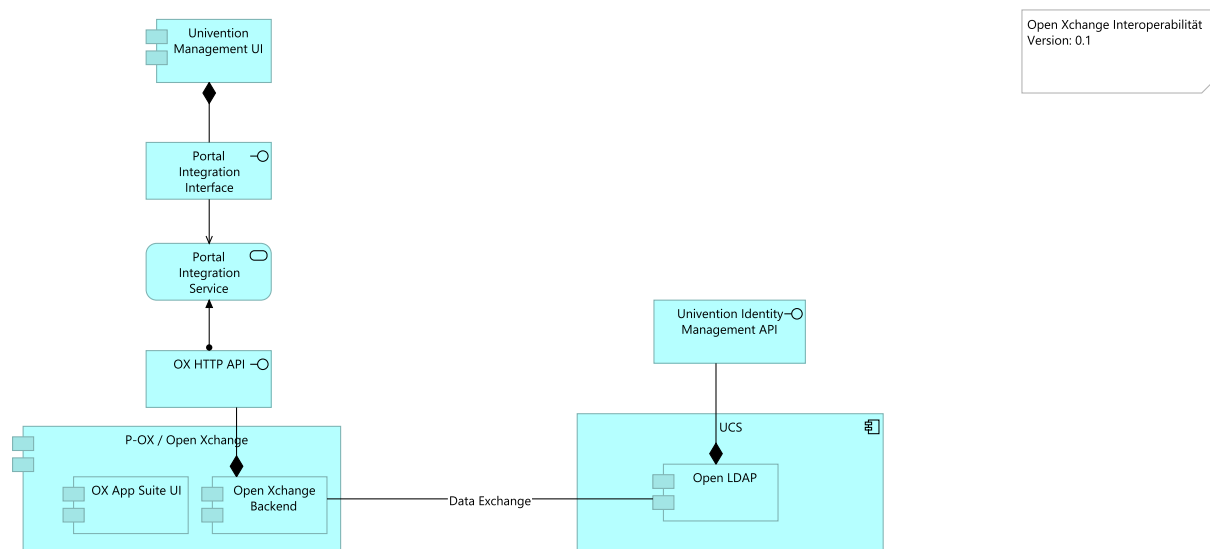 Univention
Management UI
Open Xchange Interoperabilität
Version: 0.1
Portal
Integration
Interface
Portal
Integration
Service
Univention Identity
Management API
OX HTTP API
P-OX / Open Xchange
UCS
OX App Suite UI
Open Xchange
Backend
Open LDAP
Data Exchange